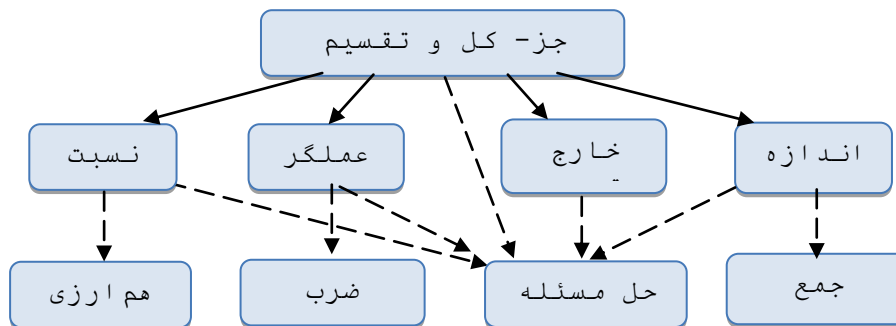 جز- کل و تقسیم
اندازه
خارج
عملگر
نسبت
جمع
حل مسئله
ضرب
هم ارزی